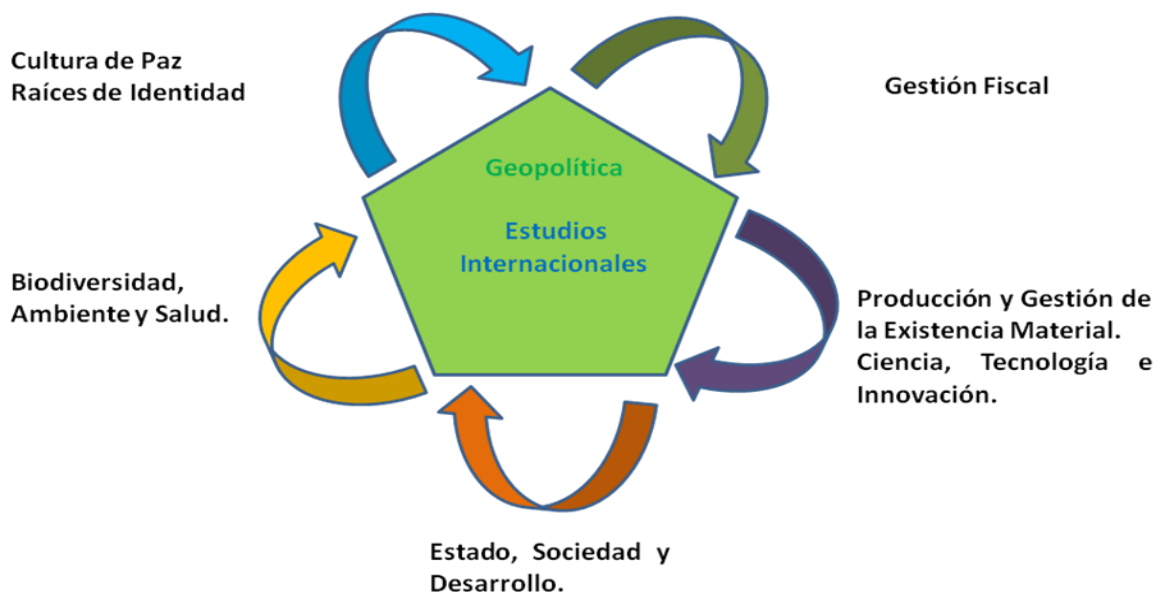 Cultura de Paz
Raíces de Identidad
Gestión Fiscal
Geopolítica
Estudios
Internacionales
Biodiversidad,
Ambiente y Salud.
Producción y Gestión de
la Existencia Material.
Ciencia, Tecnología e
Innovación.
Estado, Sociedad y
Desarrollo.